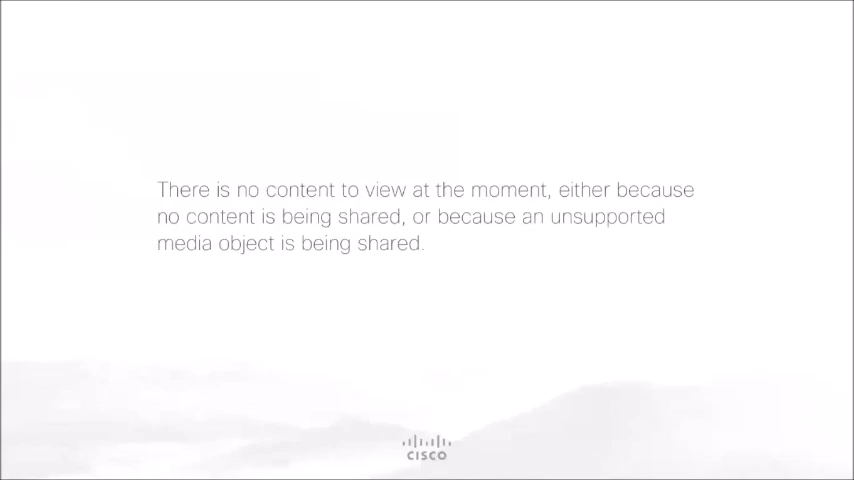 There is no content to view at the moment, either because
no content is being shared, or because an unsupported
media object is being shared.
CISCO